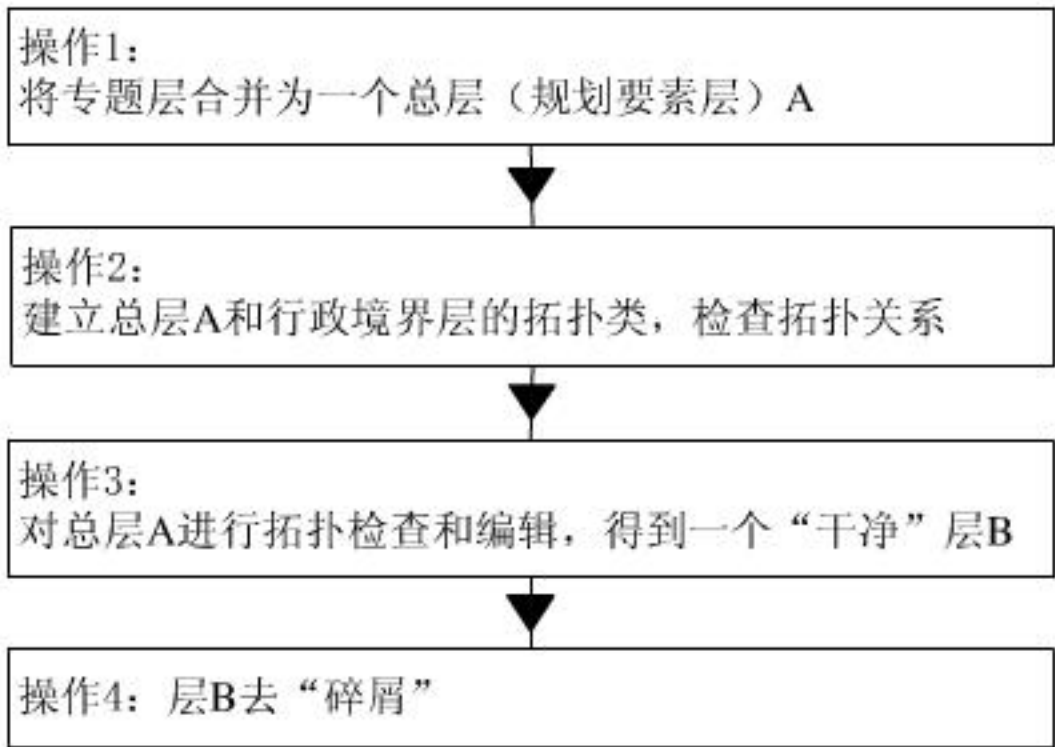 操作1:
将专题层合并为一个总层（规划要素层）A
操作2:
建立总层A和行政境界层的拓扑类，检查拓扑关系
操作3:
对总层A进行拓扑检查和编辑，得到一个“干净”层B
操作4: 层B去“碎屑”